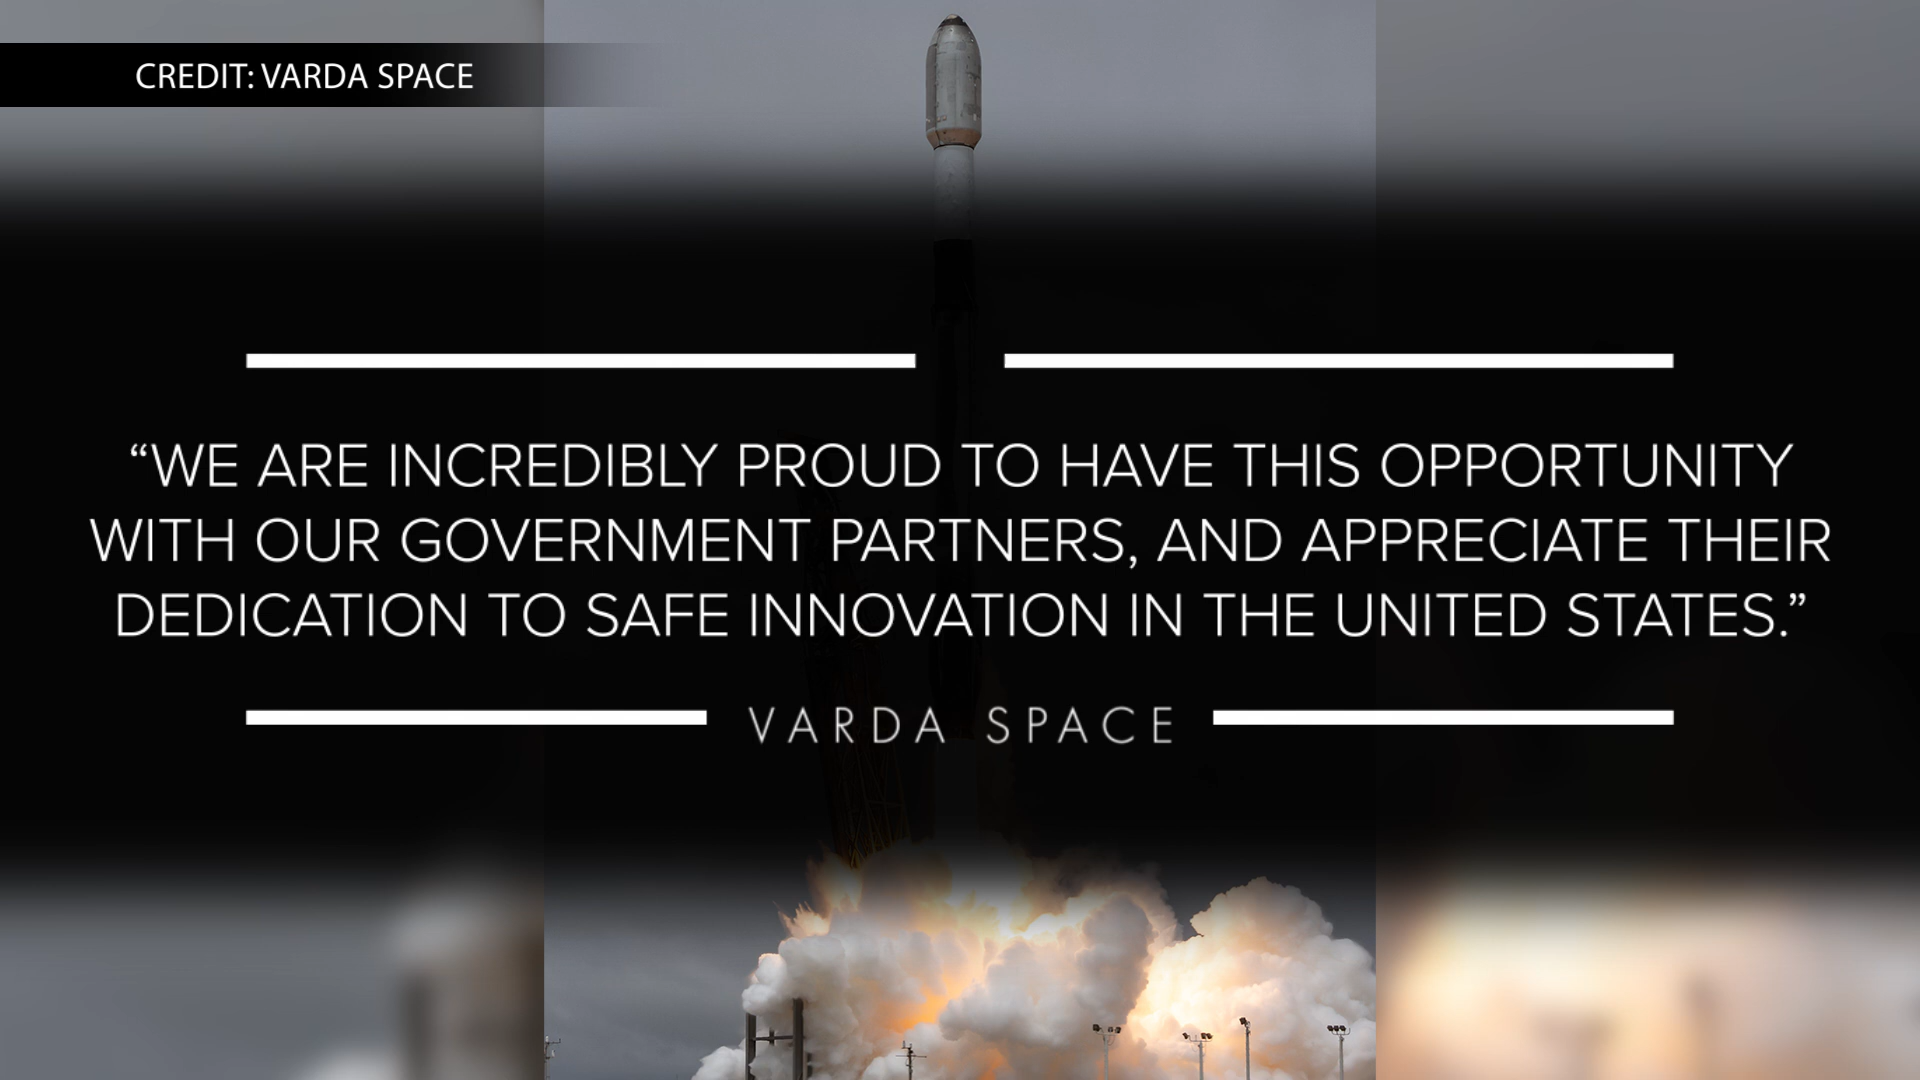 CREDIT: VARDA SPACE
“WE ARE INCREDIBLY PROUD TO HAVE THIS OPPORTUNITY
WITH OUR GOVERNMENT PARTNERS, AND APPRECIATE THEIR
DEDICATION TO SAFE INNOVATION IN THE UNITED STATES.”
VARDA SPACE